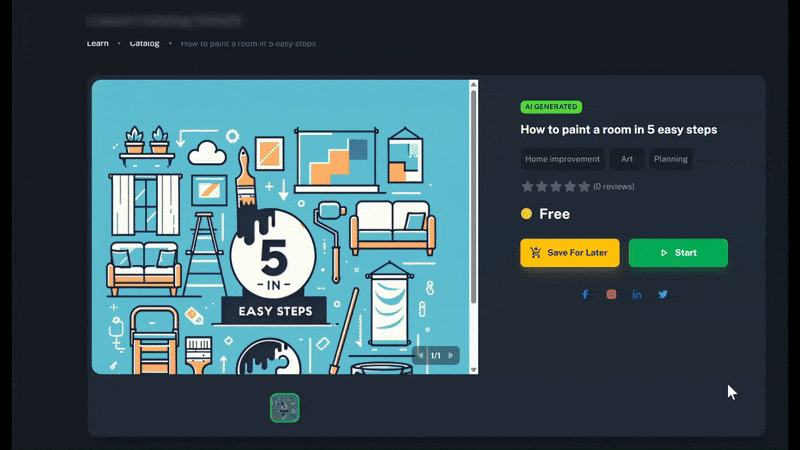 Learn • Catalog • How to paint a room in 5 easy steps
AI GENERATED
How to paint a room in 5 easy steps
Home improvement Art Planning
(0 reviews)
Free
Save For Later Start
5
- IN -
EASY STEPS
1/1